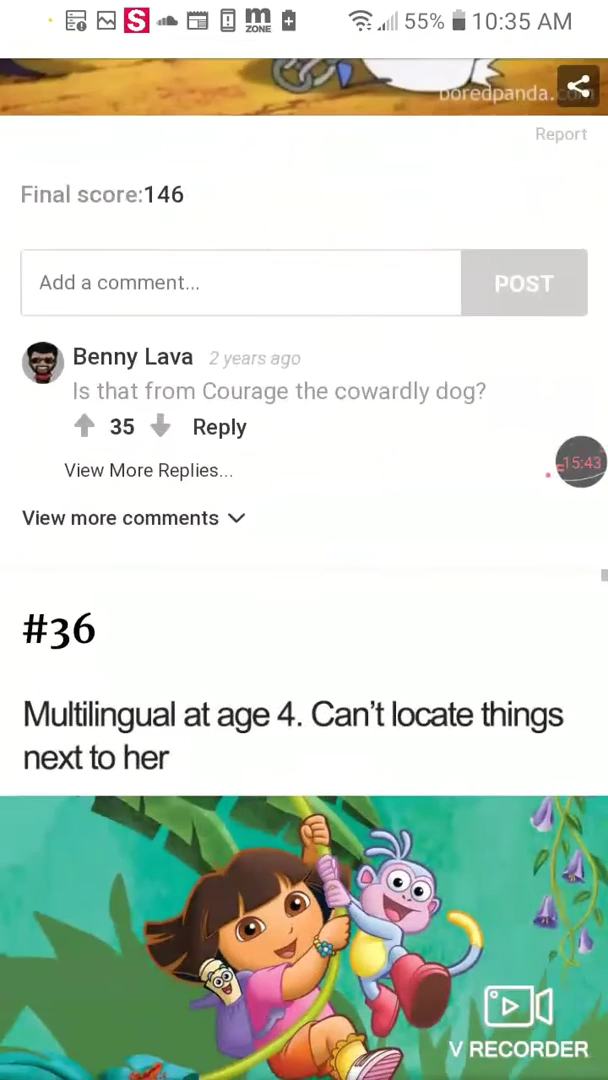 S m ZONE 55% 10:35 AM
boredpanda.com
Report
Final score:146
Add a comment... POST
Benny Lava 2 years ago
Is that from Courage the cowardly dog?
35 Reply
15:43
View More Replies...
View more comments
#36
Multilingual at age 4. Can't locate things
next to her
V RECORDER